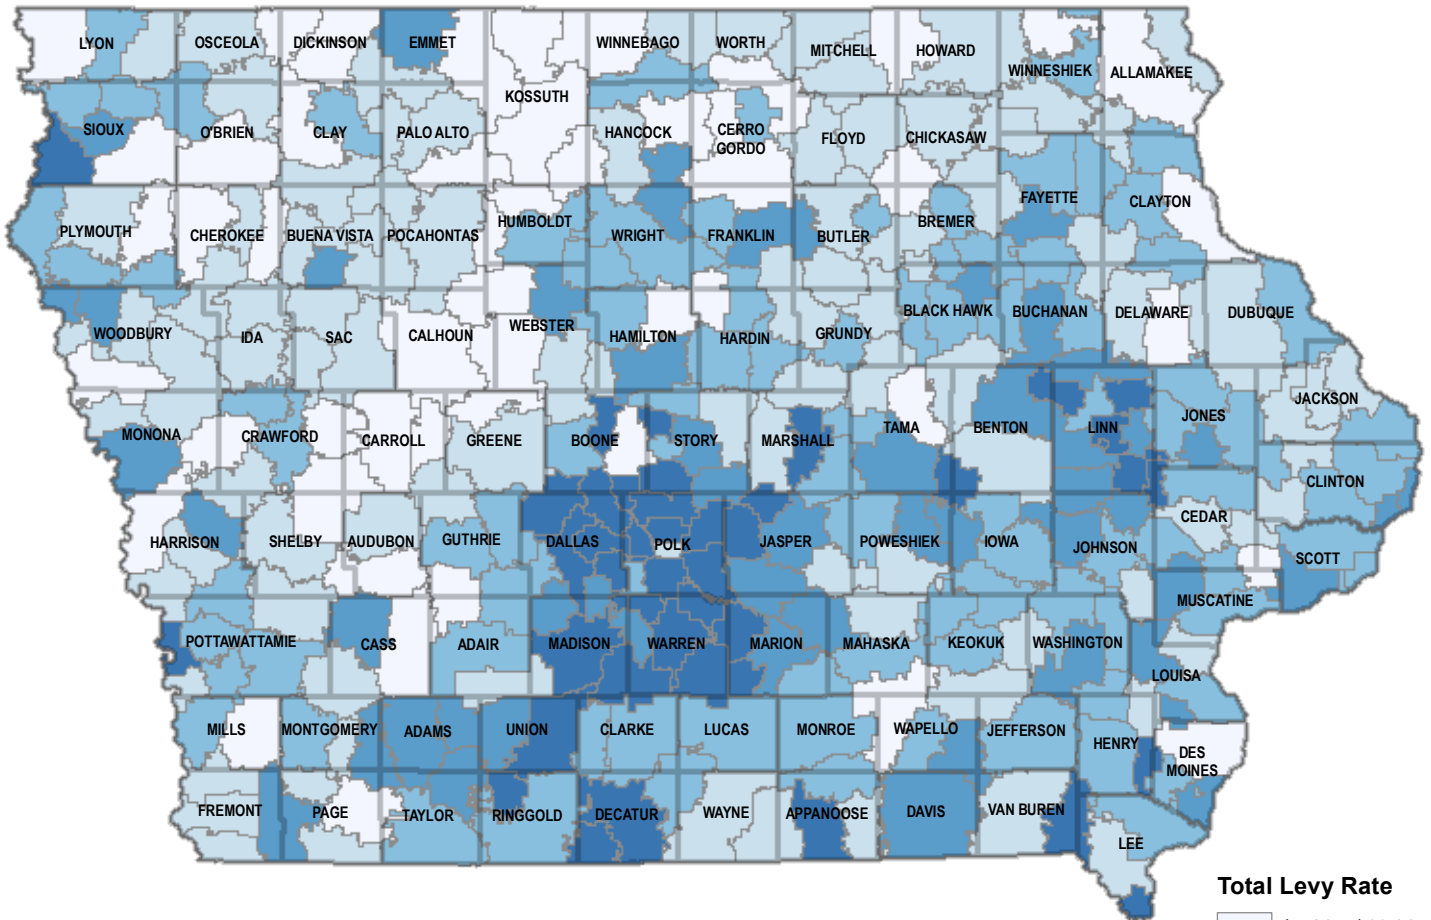 LYON
OSCEOLA
DICKINSON
EMMET
WINNEBAGO
WORTH
MITCHELL
HOWARD
WINNESHIEK
ALLAMAKEE
KOSSUTH
SIOUX
O'BRIEN
CLAY
PALO ALTO
HANCOCK
CERRO
GORDO
FLOYD
CHICKASAW
PLYMOUTH
CHEROKEE
BUENA VISTA
POCAHONTAS
HUMBOLDT
WRIGHT
FRANKLIN
BUTLER
BREMER
FAYETTE
CLAYTON
WOODBURY
IDA
SAC
CALHOUN
WEBSTER
HAMILTON
HARDIN
GRUNDY
BLACK HAWK
BUCHANAN
DELAWARE
DUBUQUE
MONONA
CRAWFORD
CARROLL
GREENE
BOONE
STORY
MARSHALL
TAMA
BENTON
LINN
JONES
JACKSON
CLINTON
HARRISON
SHELBY
AUDUBON
GUTHRIE
DALLAS
POLK
JASPER
POWESHIEK
IOWA
JOHNSON
CEDAR
SCOTT
MUSCATINE
POTTAWATTAMIE
CASS
ADAIR
MADISON
WARREN
MARION
MAHASKA
KEOKUK
WASHINGTON
LOUISA
MILLS
MONTGOMERY
ADAMS
UNION
CLARKE
LUCAS
MONROE
WAPELLO
JEFFERSON
HENRY
DES
MOINES
FREMONT
PAGE
TAYLOR
RINGGOLD
DECATUR
WAYNE
APPANOOSE
DAVIS
VAN BUREN
LEE
Total Levy Rate